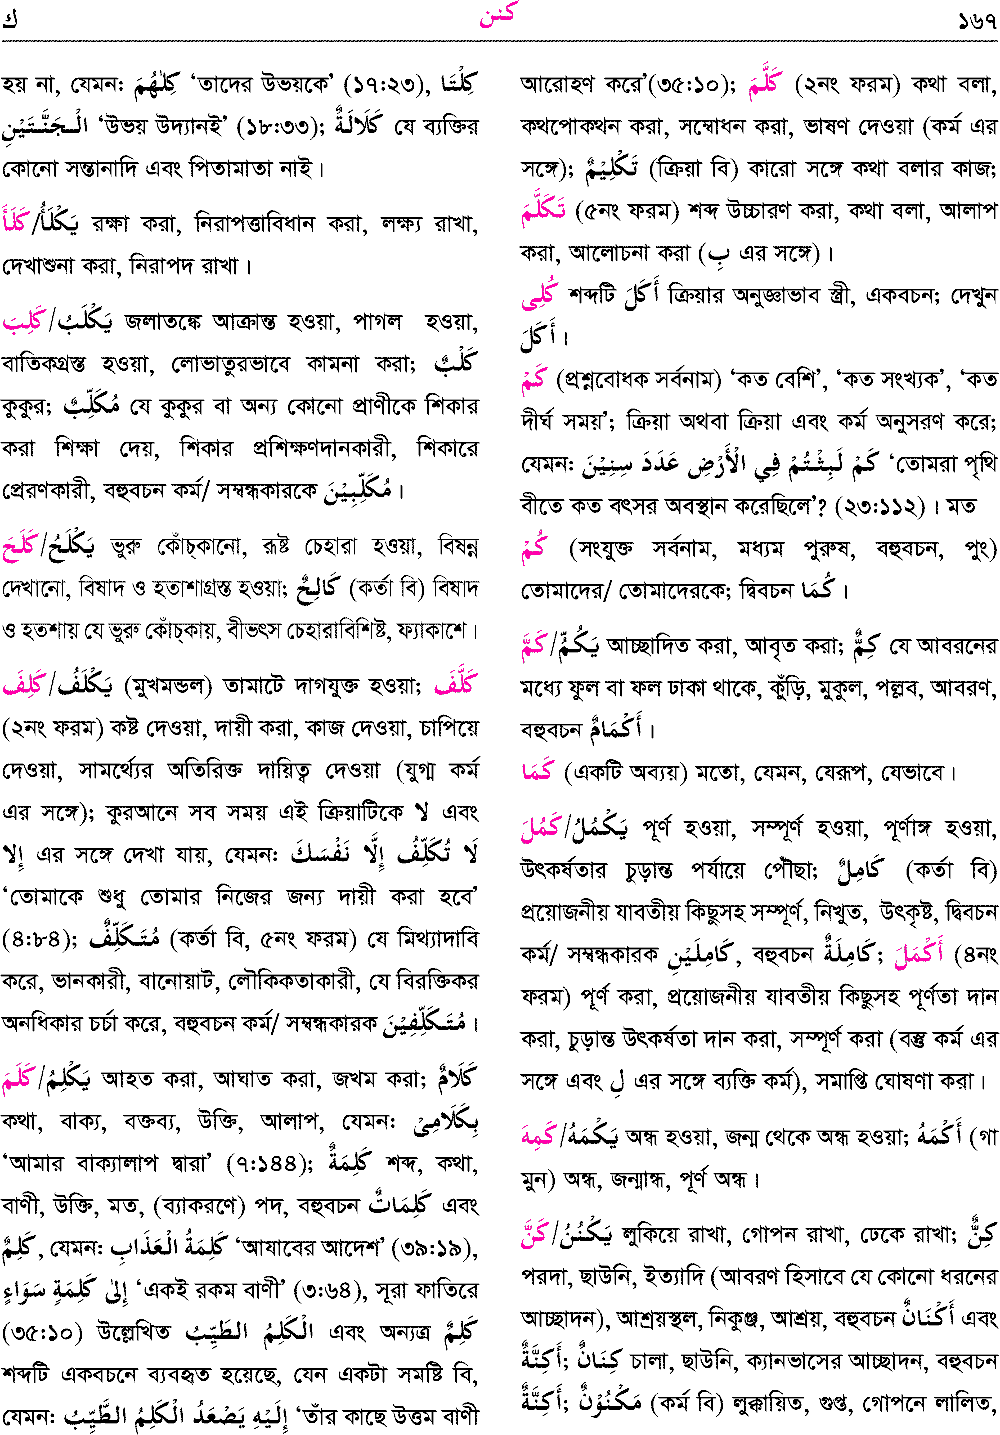 ك كنن ১৬৭
হয় না, যেমন: كِلَاهُمَ ‘তাদের উভয়কে’ (১৭:২৩), كِلْتَا
الْجَنَّتَيْنِ ‘উভয় উদ্যানই’ (১৮:৩৩); كَلَالَةٌ যে ব্যক্তির
কোনো সন্তানাদি এবং পিতামাতা নাই।
كَلَأَ/يَكْلَأُ রক্ষা করা, নিরাপত্তাবিধান করা, লক্ষ্য রাখা,
দেখাশুনা করা, নিরাপদ রাখা।
كَلِبَ/يَكْلَبُ জলাতঙ্কে আক্রান্ত হওয়া, পাগল হওয়া,
বাতিকগ্রস্ত হওয়া, লোভাতুরভাবে কামনা করা; كَلْبٌ
কুকুর; مُكَلِّبٌ যে কুকুর বা অন্য কোনো প্রাণীকে শিকার
করা শিক্ষা দেয়, শিকার প্রশিক্ষণদানকারী, শিকারে
প্রেরণকারী, বহুবচন কর্ম/ সম্বন্ধকারকে مُكَلِّبِيْنَ।
كَلَحَ/يَكْلَحُ ভূরু কোঁচ্‌কানো, রূষ্ট চেহারা হওয়া, বিষন্ন
দেখানো, বিষাদ ও হতাশাগ্রস্ত হওয়া; كَالِحٌ (কর্তা বি) বিষাদ
ও হতশায় যে ভূরু কোঁচ্‌কায়, বীভৎস চেহারাবিশিষ্ট, ফ্যাকাশে।
كَلِفَ/يَكْلَفُ (মুখমন্ডল) তামাটে দাগযুক্ত হওয়া; كَلَّفَ
(২নং ফরম) কষ্ট দেওয়া, দায়ী করা, কাজ দেওয়া, চাপিয়ে
দেওয়া, সামর্থ্যের অতিরিক্ত দায়িত্ব দেওয়া (যুগ্ম কর্ম
এর সঙ্গে); কুরআনে সব সময় এই ক্রিয়াটিকে لا এবং
إلا এর সঙ্গে দেখা যায়, যেমন: لَا تُكَلَّفُ إِلَّا نَفْسَكَ
‘তোমাকে শুধু তোমার নিজের জন্য দায়ী করা হবে’
(৪:৮৪); مُتَكَلِّفٌ (কর্তা বি, ৫নং ফরম) যে মিথ্যাদাবি
করে, ভানকারী, বানোয়াট, লৌকিকতাকারী, যে বিরক্তিকর
অনধিকার চর্চা করে, বহুবচন কর্ম/ সম্বন্ধকারক مُتَكَلِّفِيْنَ।
كَلَمَ/يَكْلِمُ আহত করা, আঘাত করা, জখম করা; كَلَامٌ
কথা, বাক্য, বক্তব্য, উক্তি, আলাপ, যেমন: بِكَلَامِيْ
‘আমার বাক্যালাপ দ্বারা’ (৭:১৪৪); كَلِمَةٌ শব্দ, কথা,
বাণী, উক্তি, মত, (ব্যাকরণে) পদ, বহুবচন كَلِمَاتٌ এবং
كَلِمٌ, যেমন: كَلِمَةُ الْعَذَابِ ‘আযাবের আদেশ’ (৩৯:১৯),
إِلىٰ كَلِمَةٍ سَوَاءٍ ‘একই রকম বাণী’ (৩:৬৪), সূরা ফাতিরে
(৩৫:১০) উল্লেখিত الْكَلِمُ الطَّيِّبُ এবং অন্যত্র كَلِمٌ
শব্দটি একবচনে ব্যবহৃত হয়েছে, যেন একটা সমষ্টি বি,
যেমন: إِلَيْهِ يَصْعَدُ الْكَلِمُ الطَّيِّبُ ‘তাঁর কাছে উত্তম বাণী
আরোহণ করে’(৩৫:১০); كَلَّمَ (২নং ফরম) কথা বলা,
কথপোকথন করা, সম্বোধন করা, ভাষণ দেওয়া (কর্ম এর
সঙ্গে); تَكْلِيْمٌ (ক্রিয়া বি) কারো সঙ্গে কথা বলার কাজ;
تَكَلَّمَ (৫নং ফরম) শব্দ উচ্চারণ করা, কথা বলা, আলাপ
করা, আলোচনা করা (بِ এর সঙ্গে)।
كُلِى শব্দটি أَكَلَ ক্রিয়ার অনুজ্ঞাভাব স্ত্রী, একবচন; দেখুন
أَكَلَ।
كَمْ (প্রশ্নবোধক সর্বনাম) ‘কত বেশি’, ‘কত সংখ্যক’, ‘কত
দীর্ঘ সময়’; ক্রিয়া অথবা ক্রিয়া এবং কর্ম অনুসরণ করে;
যেমন: كَمْ لَبِثْتُمْ فِي الْأَرْضِ عَدَدَ سِنِيْنَ ‘তোমরা পৃথি
বীতে কত বৎসর অবস্থান করেছিলে’? (২৩:১১২)। মত
كُمْ (সংযুক্ত সর্বনাম, মধ্যম পুরুষ, বহুবচন, পুং)
তোমাদের/ তোমাদেরকে; দ্বিবচন كُمَا।
كَمَّ/يَكُمُّ আচ্ছাদিত করা, আবৃত করা; كِمٌّ যে আবরনের
মধ্যে ফুল বা ফল ঢাকা থাকে, কুঁড়ি, মুকুল, পল্লব, আবরণ,
বহুবচন أَكْمَامٌ।
كَمَا (একটি অব্যয়) মতো, যেমন, যেরূপ, যেভাবে।
كَمُلَ/يَكْمُلُ পূর্ণ হওয়া, সম্পূর্ণ হওয়া, পূর্ণাঙ্গ হওয়া,
উৎকর্ষতার চুড়ান্ত পর্যায়ে পৌঁছা; كَامِلٌ (কর্তা বি)
প্রয়োজনীয় যাবতীয় কিছুসহ সম্পূর্ণ, নিখুত, উৎকৃষ্ট, দ্বিবচন
কর্ম/ সম্বন্ধকারক كَامِلَيْنِ, বহুবচন كَامِلَةٌ; أَكْمَلَ (৪নং
ফরম) পূর্ণ করা, প্রয়োজনীয় যাবতীয় কিছুসহ পূর্ণতা দান
করা, চুড়ান্ত উৎকর্ষতা দান করা, সম্পূর্ণ করা (বস্তু কর্ম এর
সঙ্গে এবং لِ এর সঙ্গে ব্যক্তি কর্ম), সমাপ্তি ঘোষণা করা।
كَمِهَ/يَكْمَهُ অন্ধ হওয়া, জন্ম থেকে অন্ধ হওয়া; أَكْمَهُ (গা
মুন) অন্ধ, জন্মান্ধ, পূর্ণ অন্ধ।
كَنَّ/يَكْنُنُ লুকিয়ে রাখা, গোপন রাখা, ঢেকে রাখা; كِنٌّ
পরদা, ছাউনি, ইত্যাদি (আবরণ হিসাবে যে কোনো ধরনের
আচ্ছাদন), আশ্রয়স্থল, নিকুঞ্জ, আশ্রয়, বহুবচন أَكْنَانٌ এবং
أَكِنَّةٌ; كِنَانٌ চালা, ছাউনি, ক্যানভাসের আচ্ছাদন, বহুবচন
أَكِنَّةٌ; مَكْنُوْنٌ (কর্ম বি) লুক্কায়িত, গুপ্ত, গোপনে লালিত,